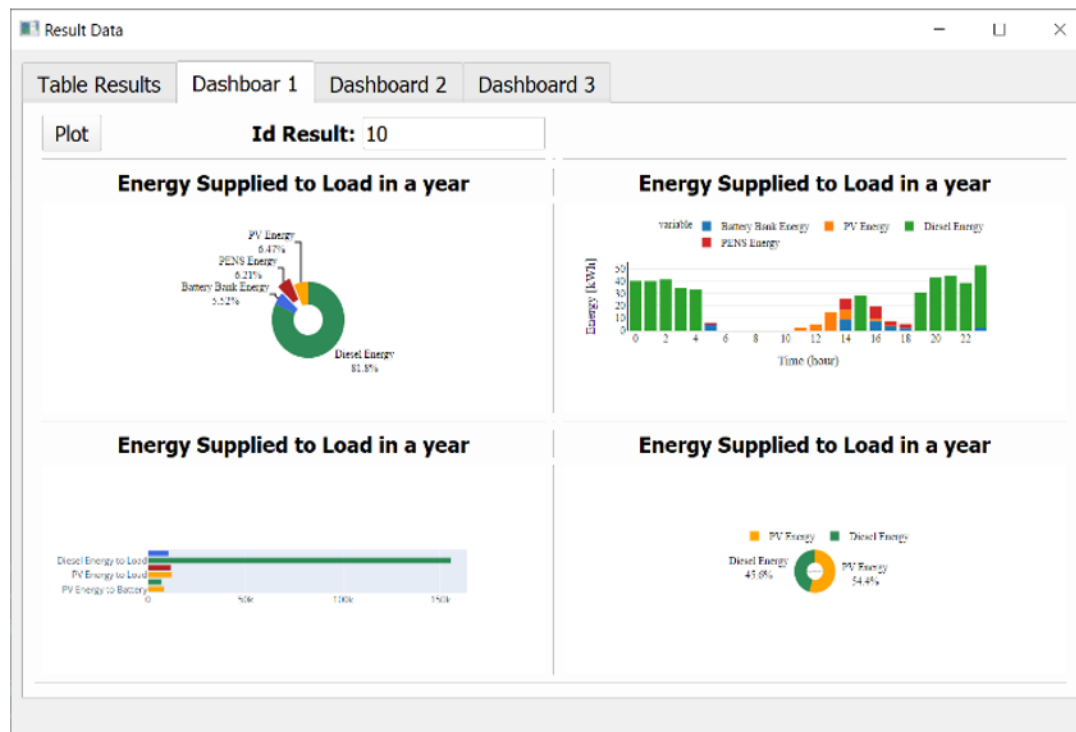 Result Data
Table Results
Dashboar 1
Dashboard 2
Dashboard 3
Plot
Id Result: 10
Energy Supplied to Load in a year
PV Energy
6.47%
PENS Energy
6.21%
Battery Bank Energy
5.52%
Diesel Energy
81.8%
Energy Supplied to Load in a year
variable Battery Bank Energy PV Energy Diesel Energy
PENS Energy
Energy [kWh]
50
40
30
20
10
0
0 2 4 6 8 10 12 14 16 18 20 22
Time (hour)
Energy Supplied to Load in a year
Diesel Energy to Load
PV Energy to Load
PV Energy to Battery
0 50k 100k 150k
Energy Supplied to Load in a year
PV Energy Diesel Energy
Diesel Energy
45.6%
PV Energy
54.4%